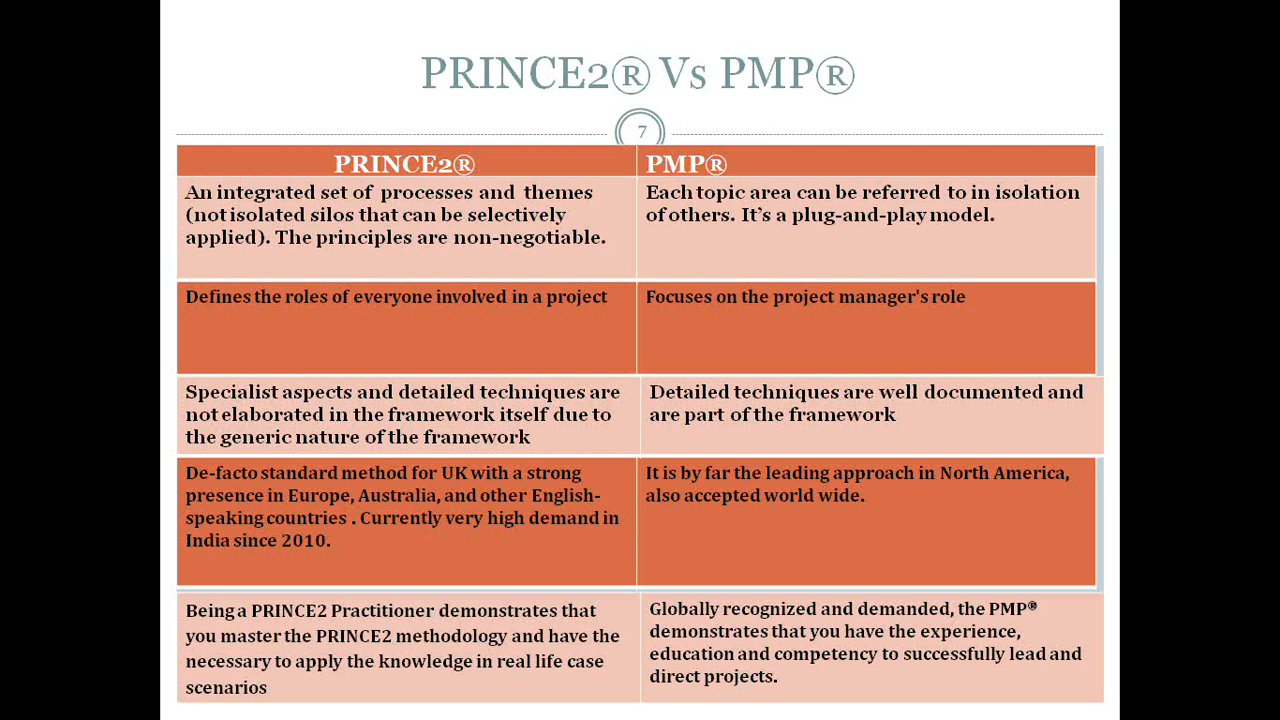 PRINCE2® Vs PMP®
7
PRINCE2®
PMP®
An integrated set of processes and themes
(not isolated silos that can be selectively
applied). The principles are non-negotiable.
Each topic area can be referred to in isolation
of others. It’s a plug-and-play model.
Defines the roles of everyone involved in a project
Focuses on the project manager's role
Specialist aspects and detailed techniques are
not elaborated in the framework itself due to
the generic nature of the framework
Detailed techniques are well documented and
are part of the framework
De-facto standard method for UK with a strong
presence in Europe, Australia, and other English-
speaking countries . Currently very high demand in
India since 2010.
It is by far the leading approach in North America,
also accepted world wide.
Being a PRINCE2 Practitioner demonstrates that
you master the PRINCE2 methodology and have the
necessary to apply the knowledge in real life case
scenarios
Globally recognized and demanded, the PMP®
demonstrates that you have the experience,
education and competency to successfully lead and
direct projects.